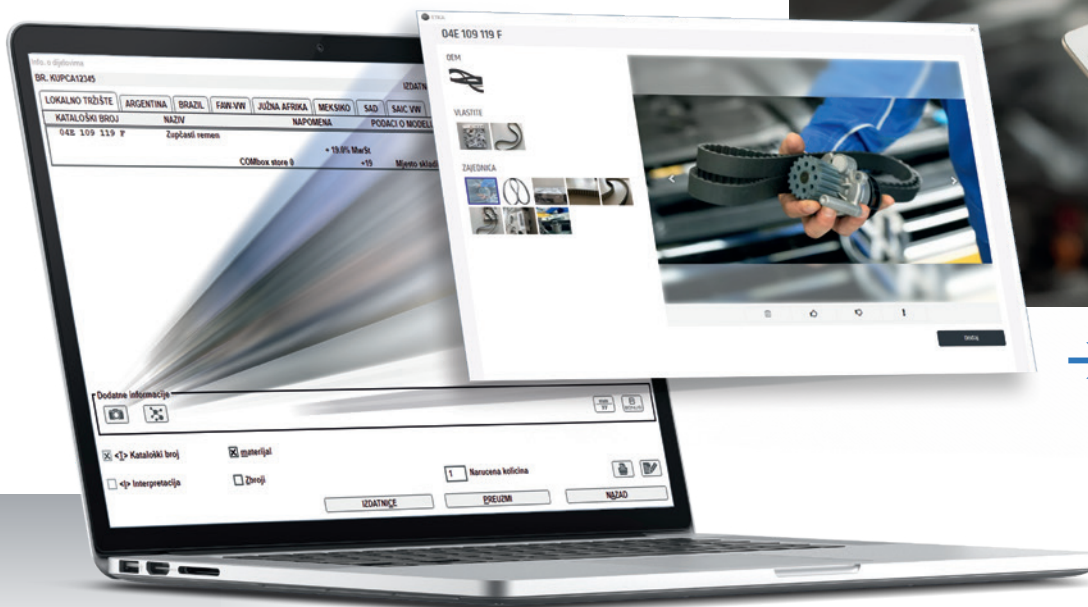 Info. o dijelovima
BR. KUPCA12345
IZDATN
LOKALNO TRŽIŠTE ARGENTINA BRAZIL FAW-VW JUŽNA AFRIKA MEKSIKO SAD SAIC VW
KATALOŠKI BROJ NAZIV NAPOMENA PODACI O MODELU
04E 109 119 F Zupčasti remen
+ 19.0% MwSt
COMbox store 0 +19 Mjesto skladi
Dodatne informacije
<T> Kataloški broj materijal
<I> Interpretacija Zbroji
1 Narucena kolicina
IZDATNICE PREUZMI NAZAD
04E 109 119 F
OEM
VLASTITE
ZAJEDNICA